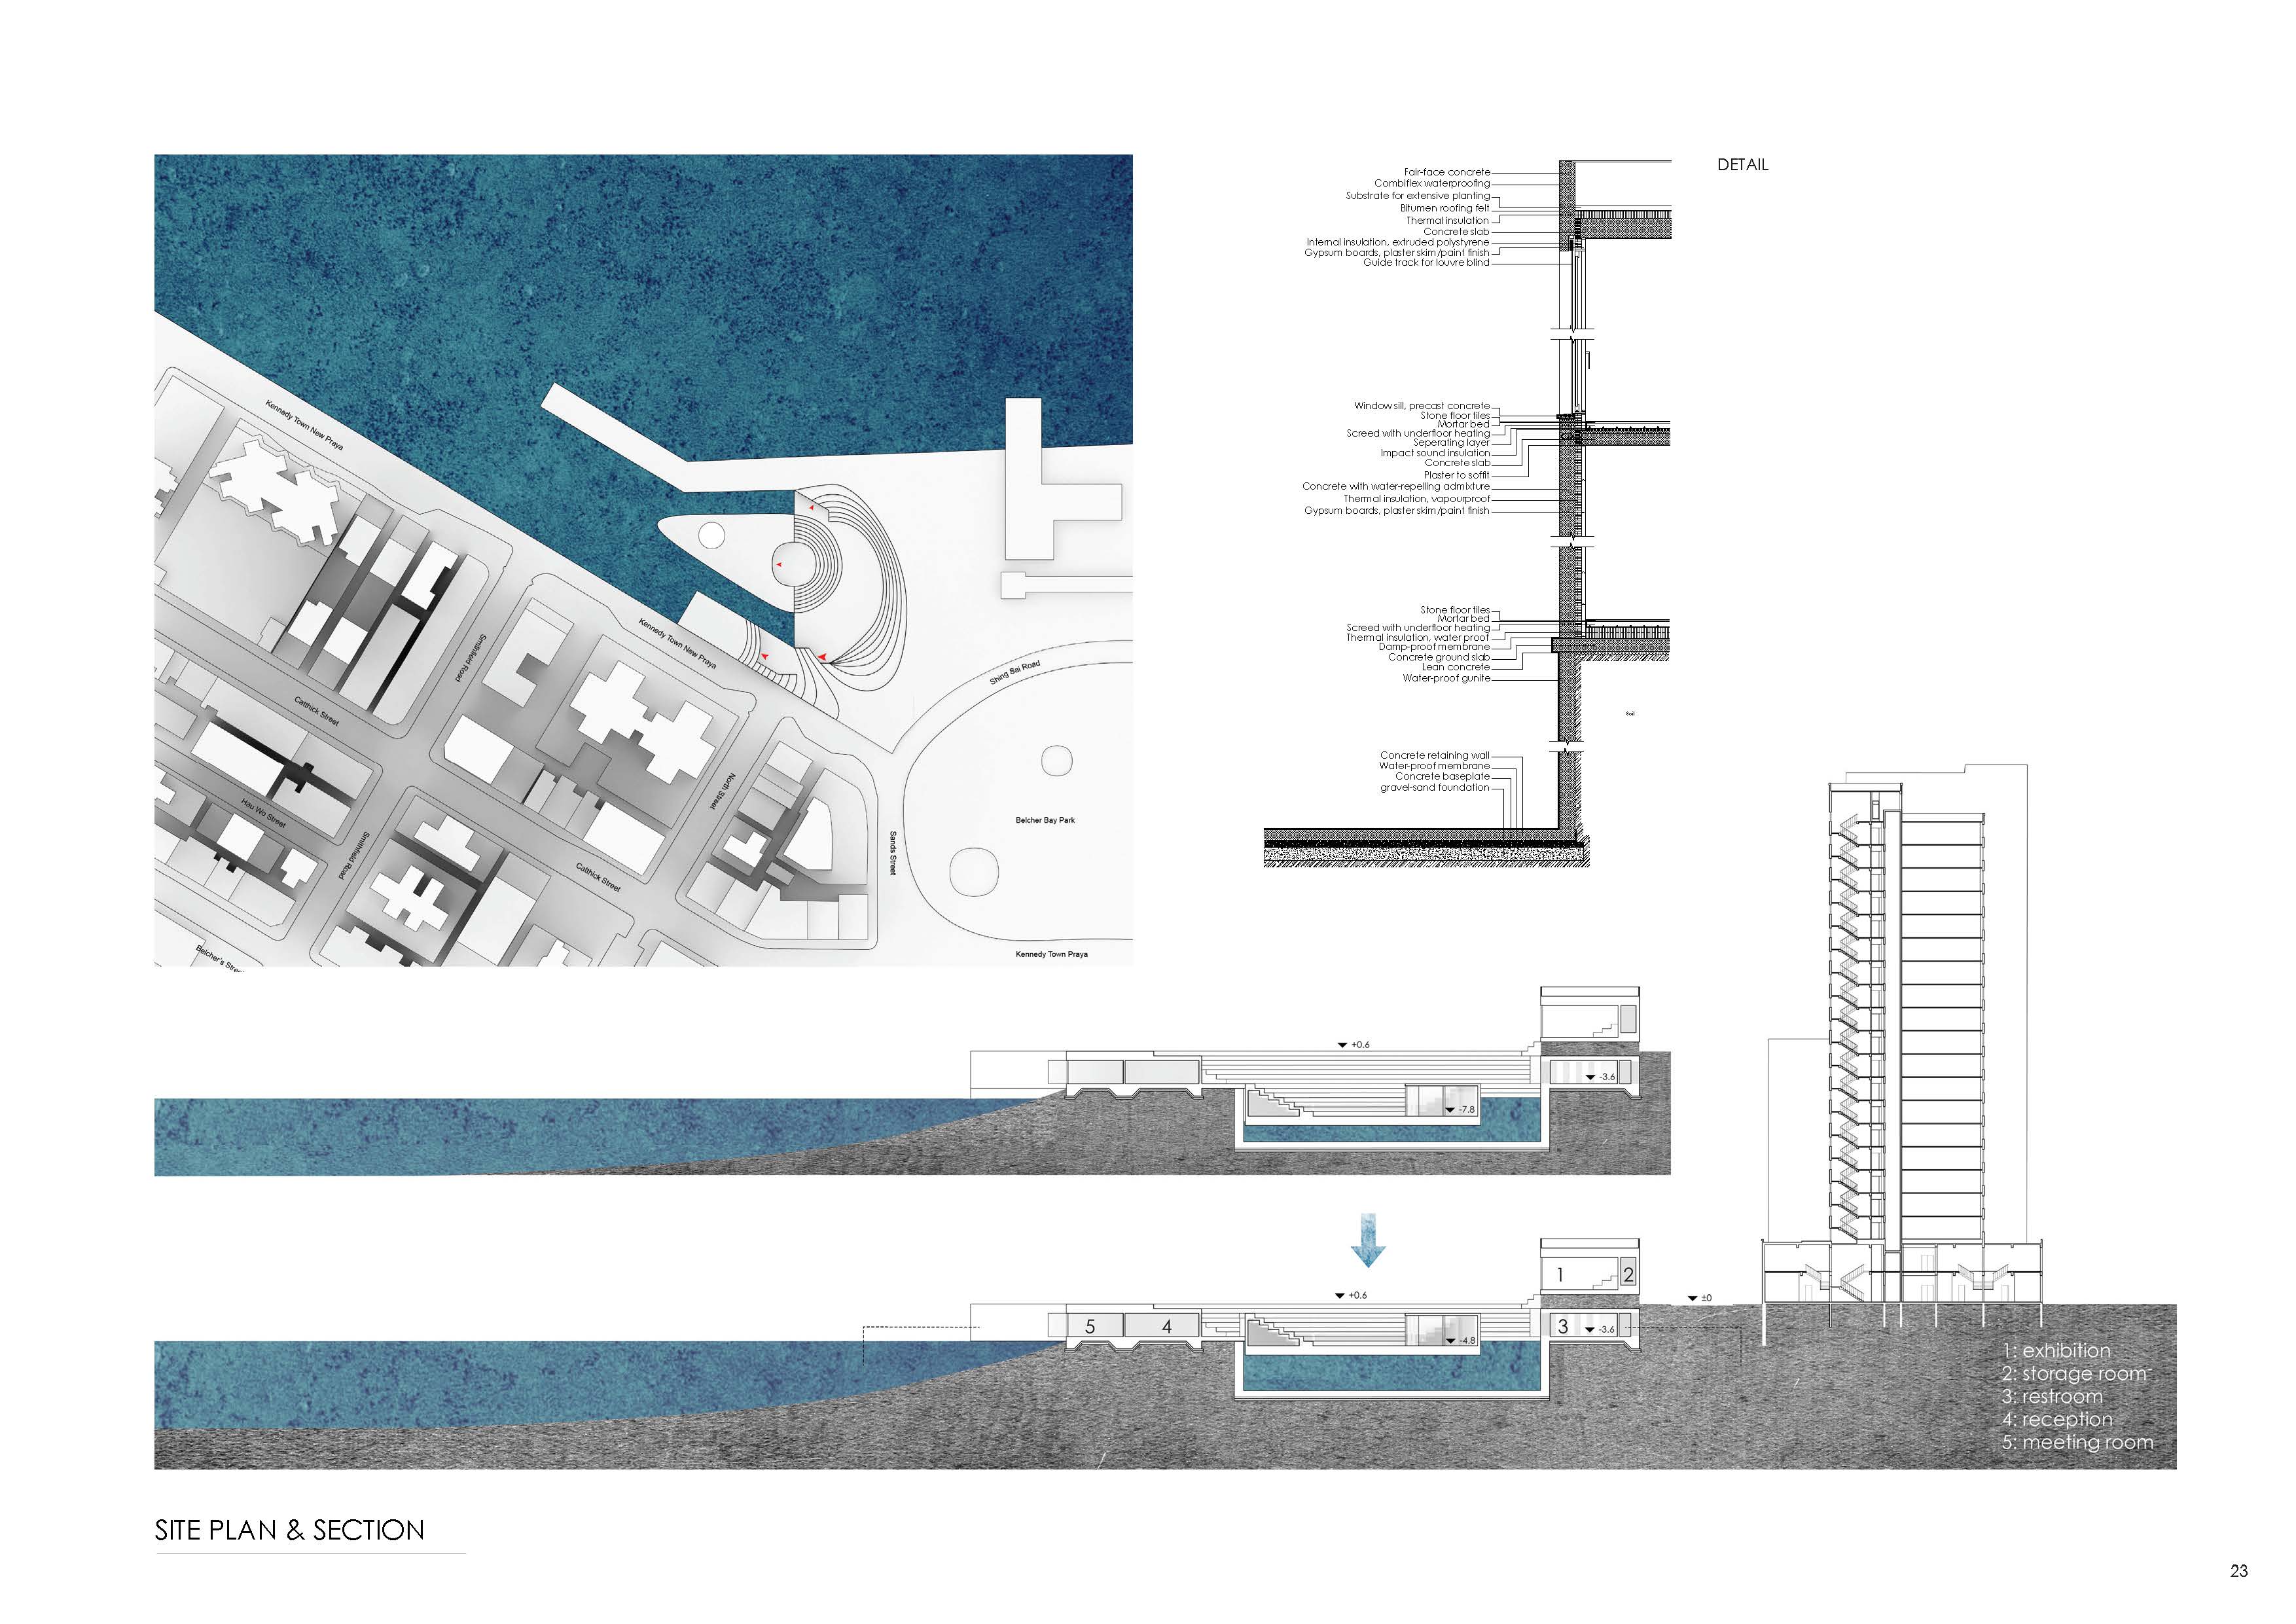 DETAIL
Fair-face concrete
Combiflex waterproofing
Substrate for extensive planting
Bitumen roofing felt
Thermal insulation
Concrete slab
Internal insulation, extruded polystyrene
Gypsum boards, plaster skim/paint finish
Guide track for louvre blind
Window sill, precast concrete
Stone floor tiles
Mortar bed
Screed with underfloor heating
Seperating layer
Impact sound insulation
Concrete slab
Plaster to soffit
Concrete with water-repelling admixture
Thermal insulation, vapourproof
Gypsum boards, plaster skim/paint finish
Stone floor tiles
Mortar bed
Screed with underfloor heating
Thermal insulation, water proof
Damp-proof membrane
Concrete ground slab
Lean concrete
Water-proof gunite
Concrete retaining wall
Water-proof membrane
Concrete baseplate
gravel-sand foundation
Kennedy Town New Praya
Kennedy Town New Praya
Smithfield Road
Shing Sai Road
Catthick Street
North Street
Hau Wo Street
Smithfield Road
Catthick Street
Sands Street
Belcher Bay Park
Belcher's Stree
Kennedy Town Praya
+0.6
-3.6
-7.8
1
2
+0.6
±0
5
4
3
-3.6
-4.8
1: exhibition
2: storage room
3: restroom
4: reception
5: meeting room
SITE PLAN & SECTION
23